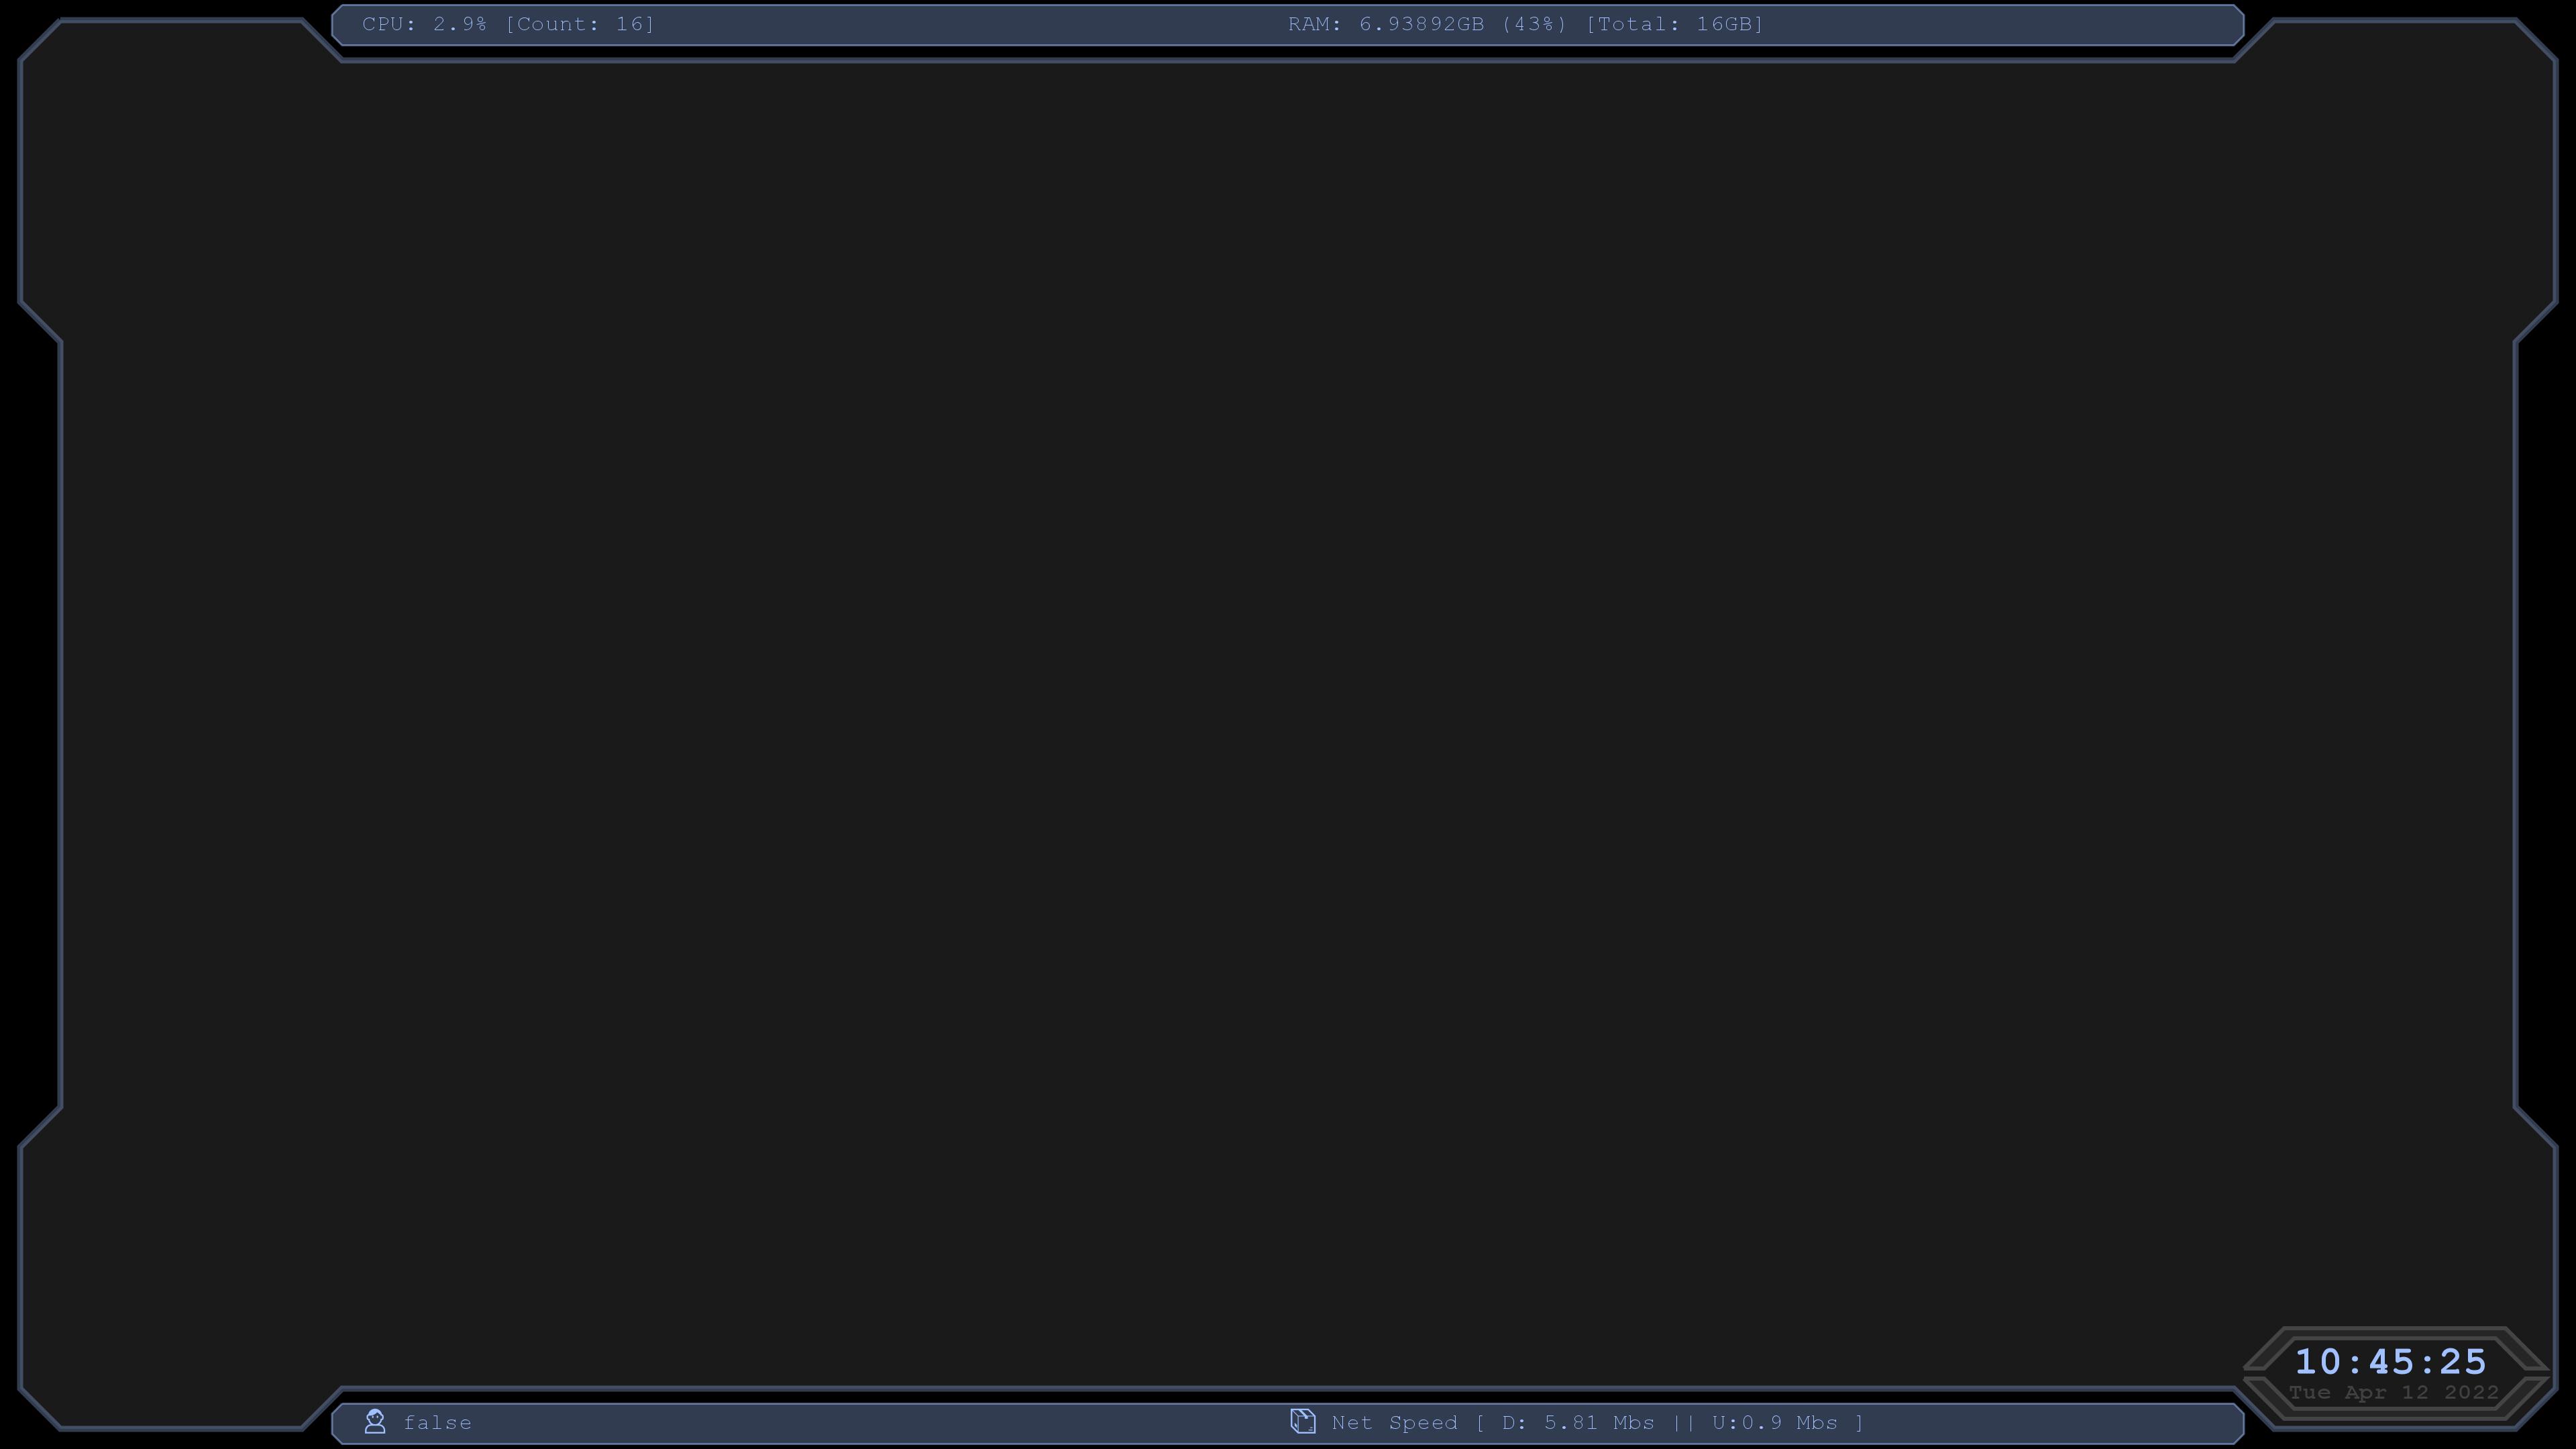 CPU: 2.9% [Count: 16]
RAM: 6.93892GB (43%) [Total: 16GB]
10:45:25
Tue Apr 12 2022
false
Net Speed [ D: 5.81 Mbs || U:0.9 Mbs ]